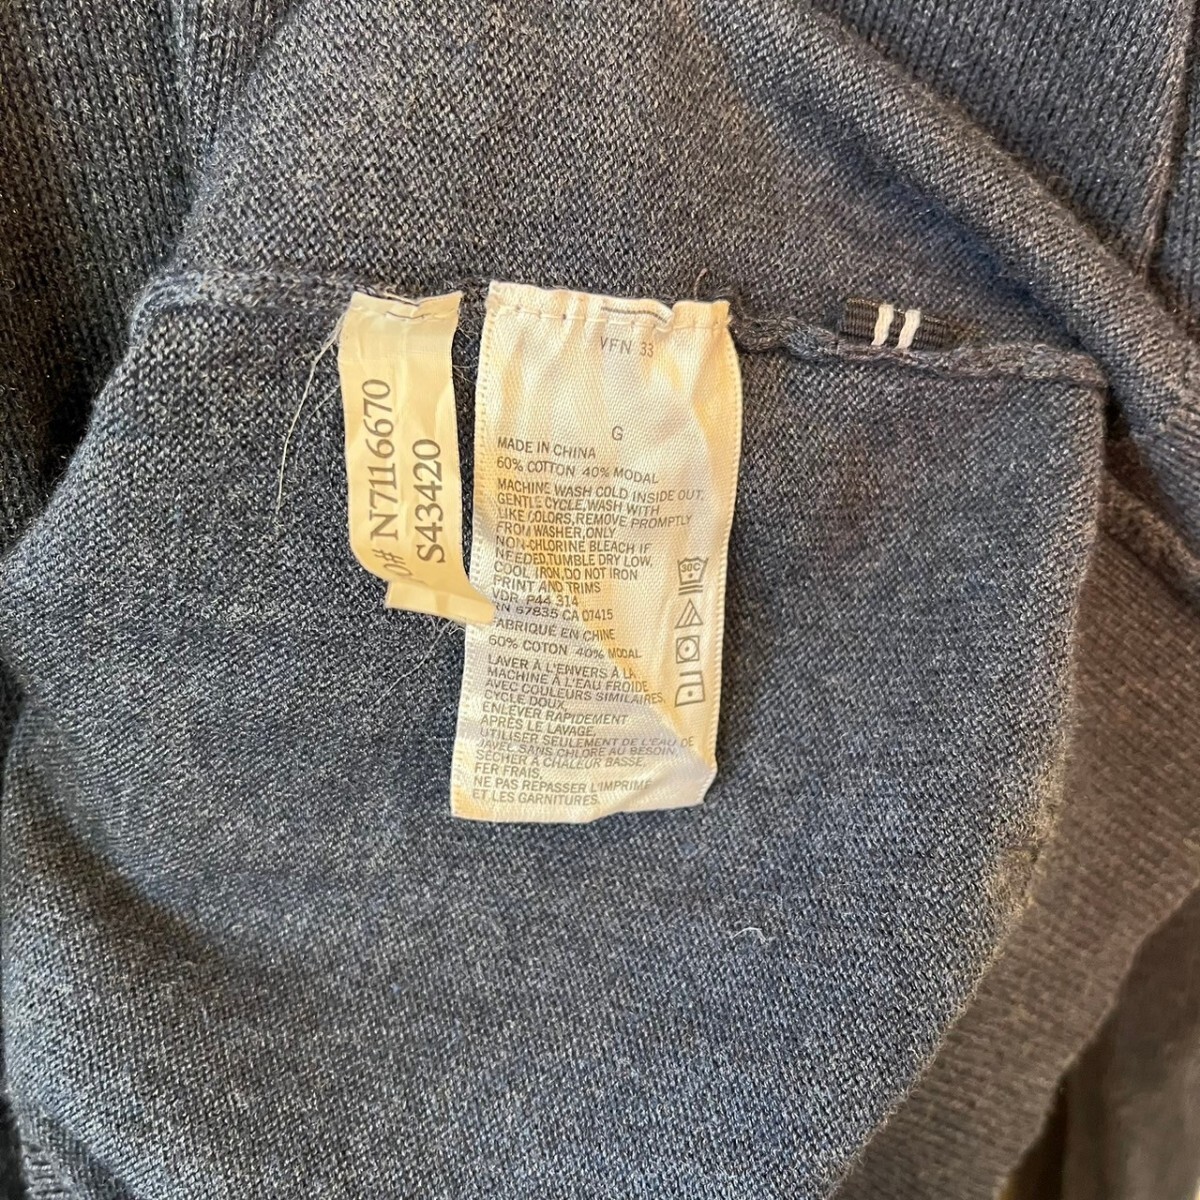 O# N7116670
S43420
VFN 33
G
MADE IN CHINA
60% COTTON 40% MODAL
MACHINE WASH COLD INSIDE OUT,
GENTLE CYCLE,WASH WITH
LIKE COLORS,REMOVE PROMPTLY
FROM WASHER,ONLY
NON-CHLORINE BLEACH IF
NEEDED,TUMBLE DRY LOW,
COOL IRON,DO NOT IRON
PRINT AND TRIMS
VDR P44 314
RN 57835 CA 07415
FABRIQUÉ EN CHINE
60% COTON 40% MODAL
LAVER À L'ENVERS À LA
MACHINE À L'EAU FROIDE
AVEC COULEURS SIMILAIRES,
CYCLE DOUX,
ENLEVER RAPIDEMENT
APRÈS LE LAVAGE,
UTILISER SEULEMENT DE L'EAU DE
JAVEL SANS CHLORE AU BESOIN,
SÉCHER À CHALEUR BASSE,
FER FRAIS,
NE PAS REPASSER L'IMPRIMÉ
ET LES GARNITURES.
30C